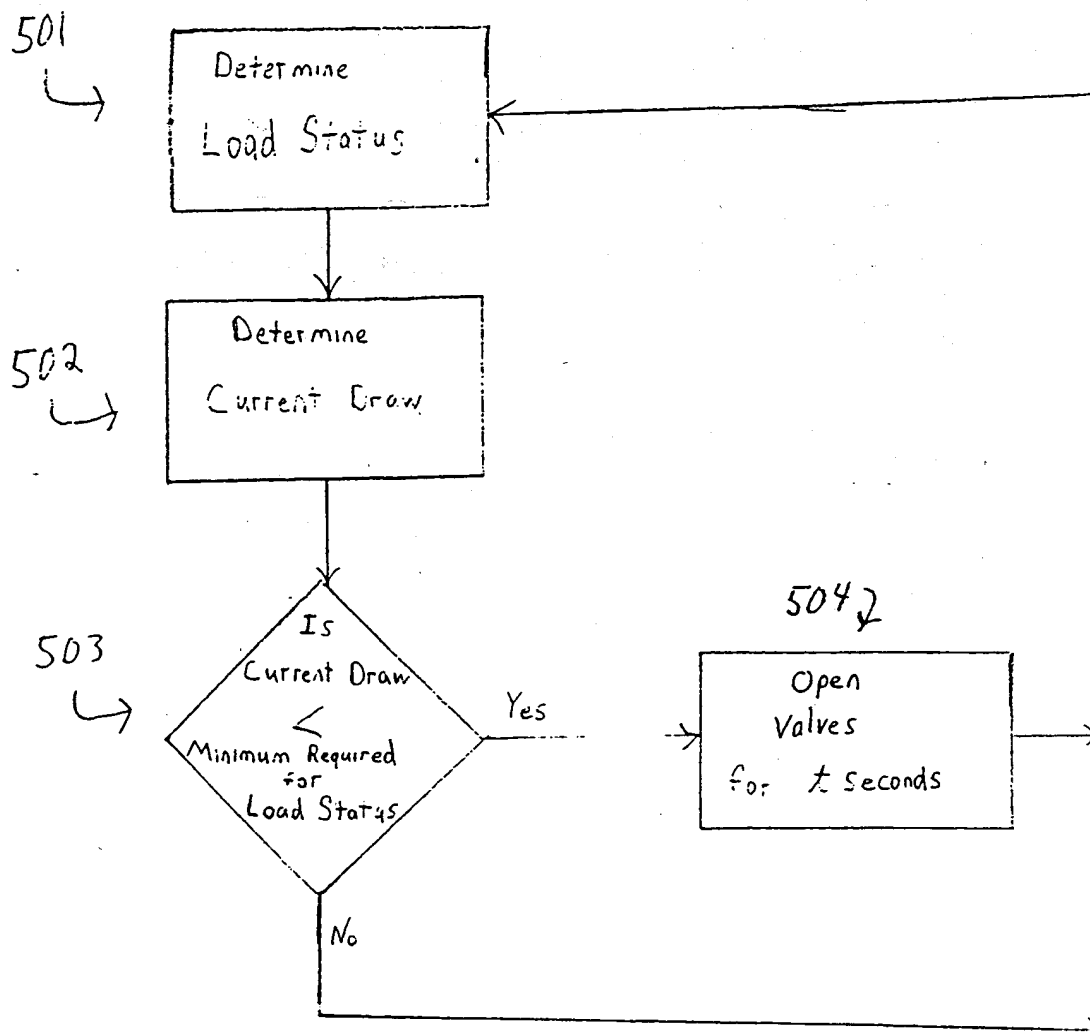 501
Determine
Load Status
502
Determine
Current Draw
503
Is
Current Draw
<
Minimum Required
for
Load Status
Yes
504
Open
Valves
for t seconds
No